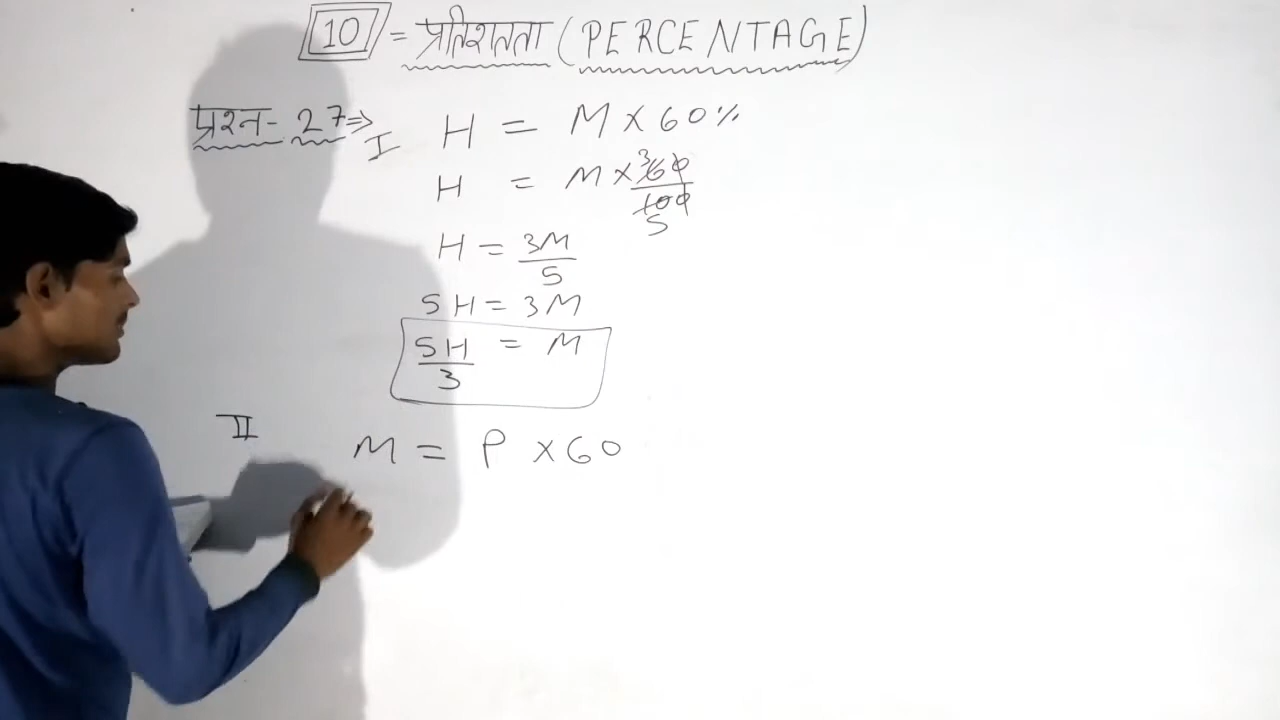 10 = प्रतिशतता (PERCENTAGE)
प्रश्न- 27 ⇒
I H = M × 60%
H = M × 3 60/100 5
H = 3M/5
5H = 3M
5H/3 = M
II M = P × 60